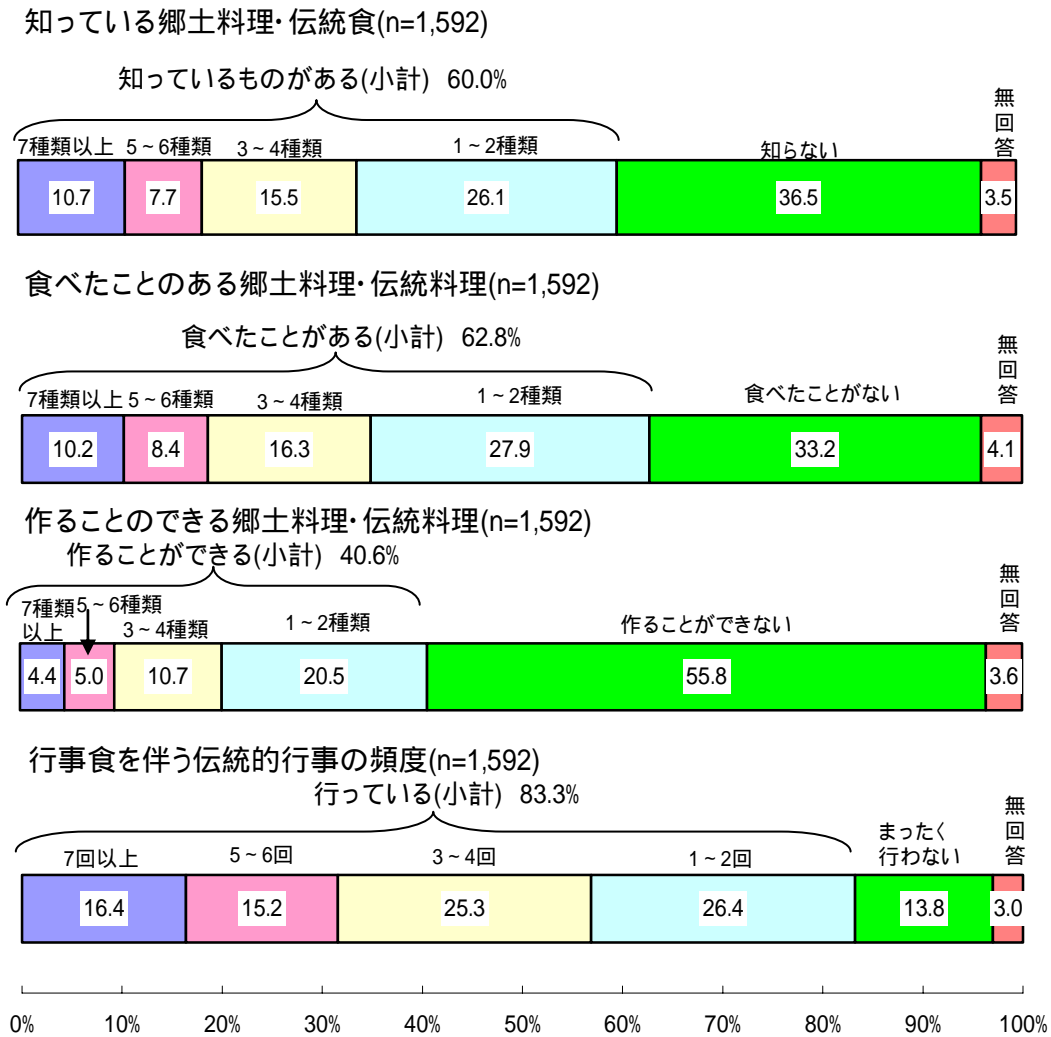 知っている郷土料理・伝統食(n=1,592)
知っているものがある(小計) 60.0%
7種類以上 5~6種類 3~4種類 1~2種類 知らない 無回答
10.7 7.7 15.5 26.1 36.5 3.5
食べたことのある郷土料理・伝統料理(n=1,592)
食べたことがある(小計) 62.8%
7種類以上 5~6種類 3~4種類 1~2種類 食べたことがない 無回答
10.2 8.4 16.3 27.9 33.2 4.1
作ることのできる郷土料理・伝統料理(n=1,592)
作ることができる(小計) 40.6%
7種類以上 5~6種類 3~4種類 1~2種類 作ることができない 無回答
4.4 5.0 10.7 20.5 55.8 3.6
行事食を伴う伝統的行事の頻度(n=1,592)
行っている(小計) 83.3%
7回以上 5~6回 3~4回 1~2回 まったく行わない 無回答
16.4 15.2 25.3 26.4 13.8 3.0
0% 10% 20% 30% 40% 50% 60% 70% 80% 90% 100%